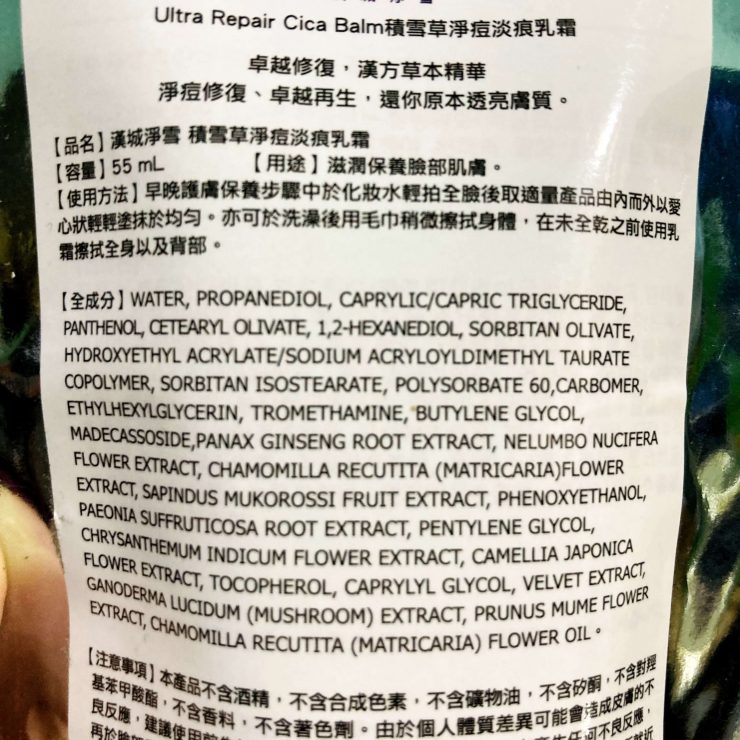 Ultra Repair Cica Balm積雪草淨痘淡痕乳霜
卓越修復，漢方草本精華
淨痘修復、卓越再生，還你原本透亮膚質。
【品名】漢城淨雪 積雪草淨痘淡痕乳霜
【容量】55 mL 【用途】滋潤保養臉部肌膚。
【使用方法】早晚護膚保養步驟中於化妝水輕拍全臉後取適量產品由內而外以愛
心狀輕輕塗抹於均勻。亦可於洗澡後用毛巾稍微擦拭身體，在未全乾之前使用乳
霜擦拭全身以及背部。
【全成分】WATER, PROPANEDIOL, CAPRYLIC/CAPRIC TRIGLYCERIDE,
PANTHENOL, CETEARYL OLIVATE, 1,2-HEXANEDIOL, SORBITAN OLIVATE,
HYDROXYETHYL ACRYLATE/SODIUM ACRYLOYLDIMETHYL TAURATE
COPOLYMER, SORBITAN ISOSTEARATE, POLYSORBATE 60,CARBOMER,
ETHYLHEXYLGLYCERIN, TROMETHAMINE, BUTYLENE GLYCOL,
MADECASSOSIDE,PANAX GINSENG ROOT EXTRACT, NELUMBO NUCIFERA
FLOWER EXTRACT, CHAMOMILLA RECUTITA (MATRICARIA)FLOWER
EXTRACT, SAPINDUS MUKOROSSI FRUIT EXTRACT, PHENOXYETHANOL,
PAEONIA SUFFRUTICOSA ROOT EXTRACT, PENTYLENE GLYCOL,
CHRYSANTHEMUM INDICUM FLOWER EXTRACT, CAMELLIA JAPONICA
FLOWER EXTRACT, TOCOPHEROL, CAPRYLYL GLYCOL, VELVET EXTRACT,
GANODERMA LUCIDUM (MUSHROOM) EXTRACT, PRUNUS MUME FLOWER
EXTRACT, CHAMOMILLA RECUTITA (MATRICARIA) FLOWER OIL。
【注意事項】本產品不含酒精，不含合成色素，不含礦物油，不含矽酮，不含對羥
基苯甲酸酯，不含香料，不含著色劑。由於個人體質差異可能會造成皮膚的不
良反應，建議使用前
不良反應，